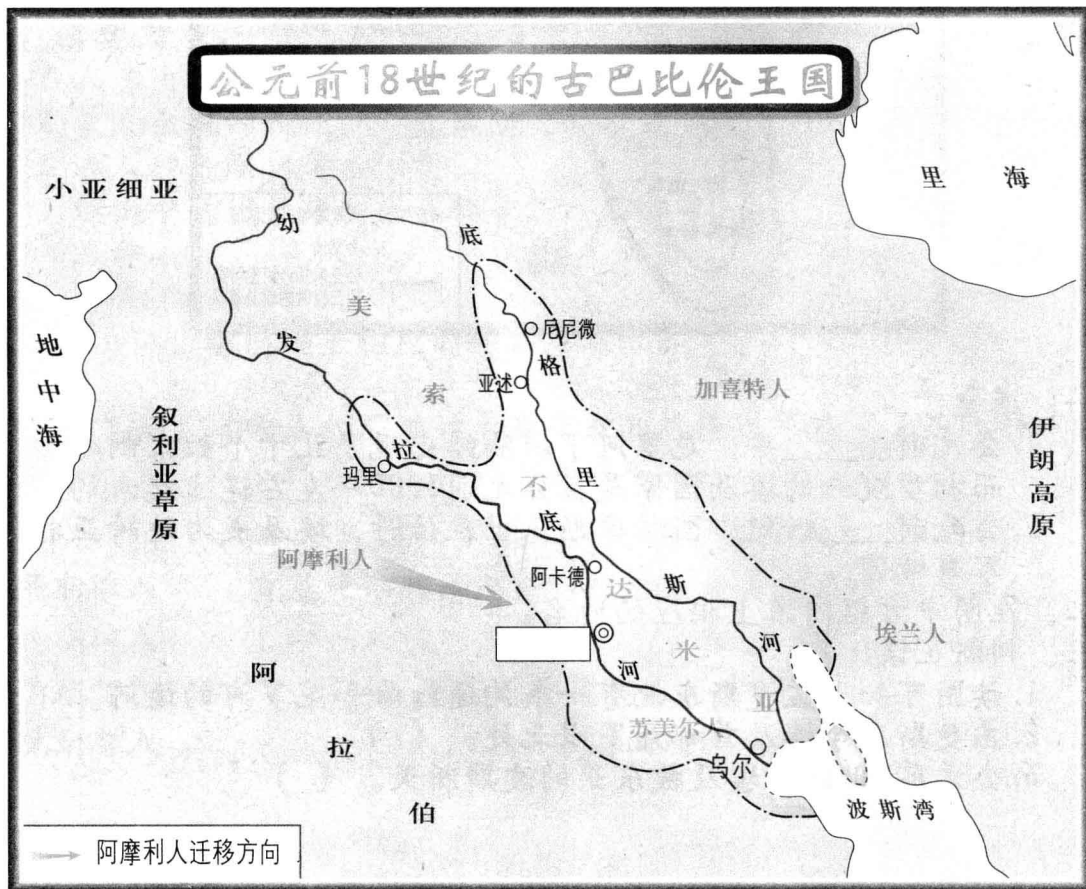 公元前18世纪的古巴比伦王国
小亚细亚
里海
地中海
叙利亚草原
幼发拉底河
底格里斯河
美索不达米亚
尼尼微
亚述
加喜特人
伊朗高原
玛里
阿摩利人
阿卡德
埃兰人
苏美尔人
乌尔
阿拉伯
波斯湾
阿摩利人迁移方向